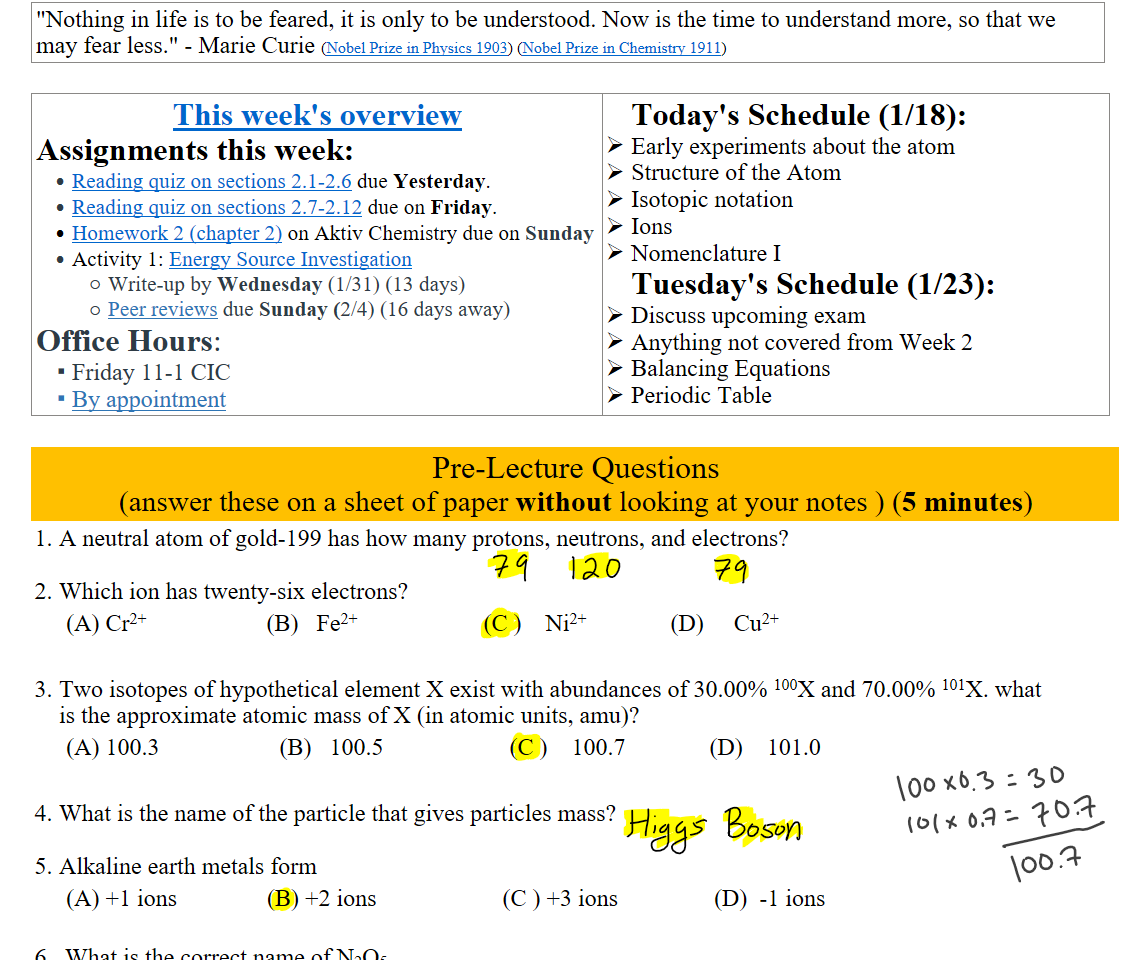 "Nothing in life is to be feared, it is only to be understood. Now is the time to understand more, so that we
may fear less." - Marie Curie (Nobel Prize in Physics 1903) (Nobel Prize in Chemistry 1911)
This week's overview
Assignments this week:
• Reading quiz on sections 2.1-2.6 due Yesterday.
• Reading quiz on sections 2.7-2.12 due on Friday.
• Homework 2 (chapter 2) on Aktiv Chemistry due on Sunday
• Activity 1: Energy Source Investigation
○ Write-up by Wednesday (1/31) (13 days)
○ Peer reviews due Sunday (2/4) (16 days away)
Office Hours:
▪ Friday 11-1 CIC
▪ By appointment
Today's Schedule (1/18):
➢ Early experiments about the atom
➢ Structure of the Atom
➢ Isotopic notation
➢ Ions
➢ Nomenclature I
Tuesday's Schedule (1/23):
➢ Discuss upcoming exam
➢ Anything not covered from Week 2
➢ Balancing Equations
➢ Periodic Table
Pre-Lecture Questions
(answer these on a sheet of paper without looking at your notes ) (5 minutes)
1. A neutral atom of gold-199 has how many protons, neutrons, and electrons?
79 120 79
2. Which ion has twenty-six electrons?
(A) Cr²⁺ (B) Fe²⁺ (C) Ni²⁺ (D) Cu²⁺
3. Two isotopes of hypothetical element X exist with abundances of 30.00% ¹⁰⁰X and 70.00% ¹⁰¹X. what
is the approximate atomic mass of X (in atomic units, amu)?
(A) 100.3 (B) 100.5 (C) 100.7 (D) 101.0
100 x 0.3 = 30
101 x 0.7 = 70.7
100.7
4. What is the name of the particle that gives particles mass? Higgs Boson
5. Alkaline earth metals form
(A) +1 ions (B) +2 ions (C ) +3 ions (D) -1 ions
6. What is the correct name of N₂O₅